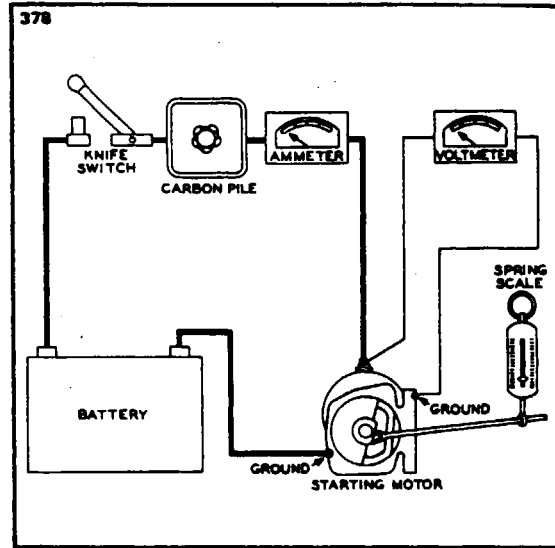 378
KNIFE
SWITCH
CARBON PILE
AMMETER
VOLTMETER
SPRING
SCALE
BATTERY
GROUND
GROUND
STARTING MOTOR